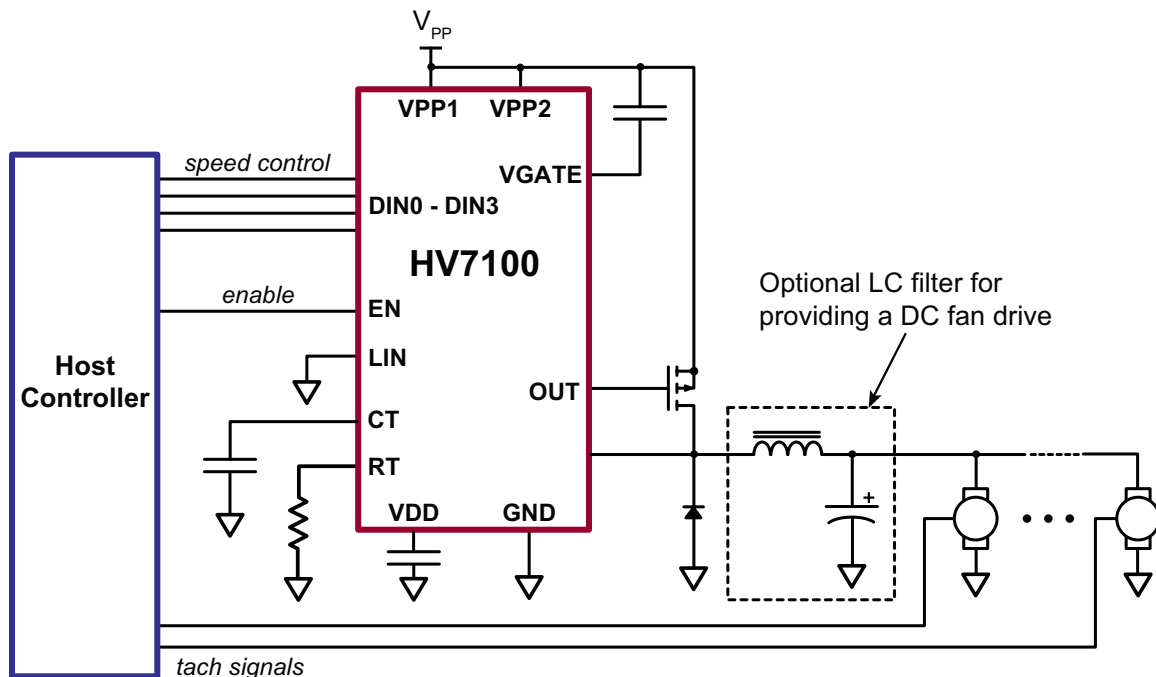 VPP
VPP1
VPP2
speed control
VGATE
DIN0 - DIN3
HV7100
enable
EN
Optional LC filter for
providing a DC fan drive
LIN
Host
Controller
OUT
CT
RT
+
VDD
GND
tach signals